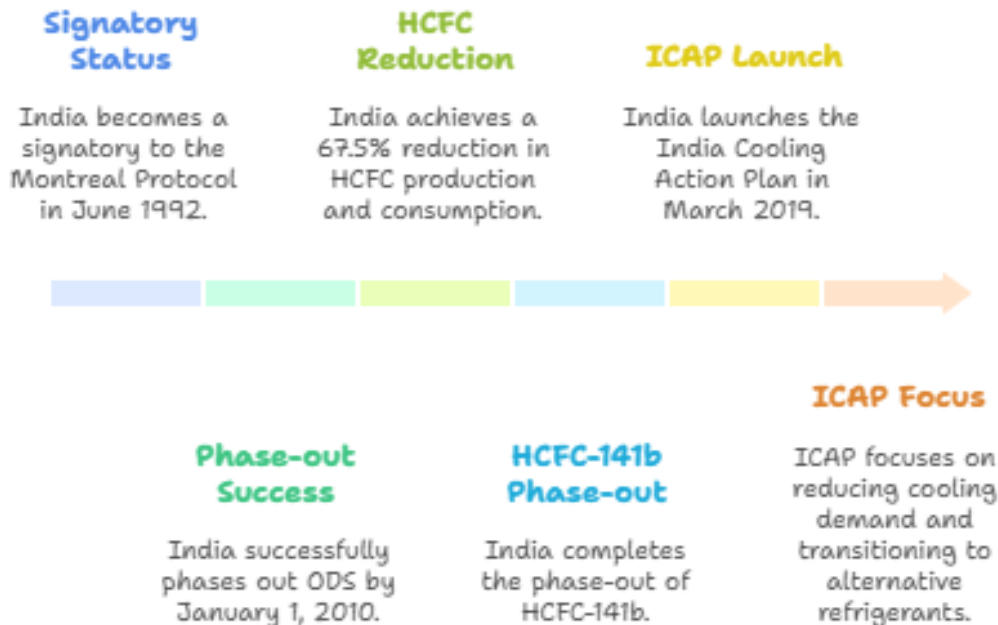 Signatory
Status
India becomes a
signatory to the
Montreal Protocol
in June 1992.
HCFC
Reduction
India achieves a
67.5% reduction in
HCFC production
and consumption.
ICAP Launch
India launches the
India Cooling
Action Plan in
March 2019.
Phase-out
Success
India successfully
phases out ODS by
January 1, 2010.
HCFC-141b
Phase-out
India completes
the phase-out of
HCFC-141b.
ICAP Focus
ICAP focuses on
reducing cooling
demand and
transitioning to
alternative
refrigerants.